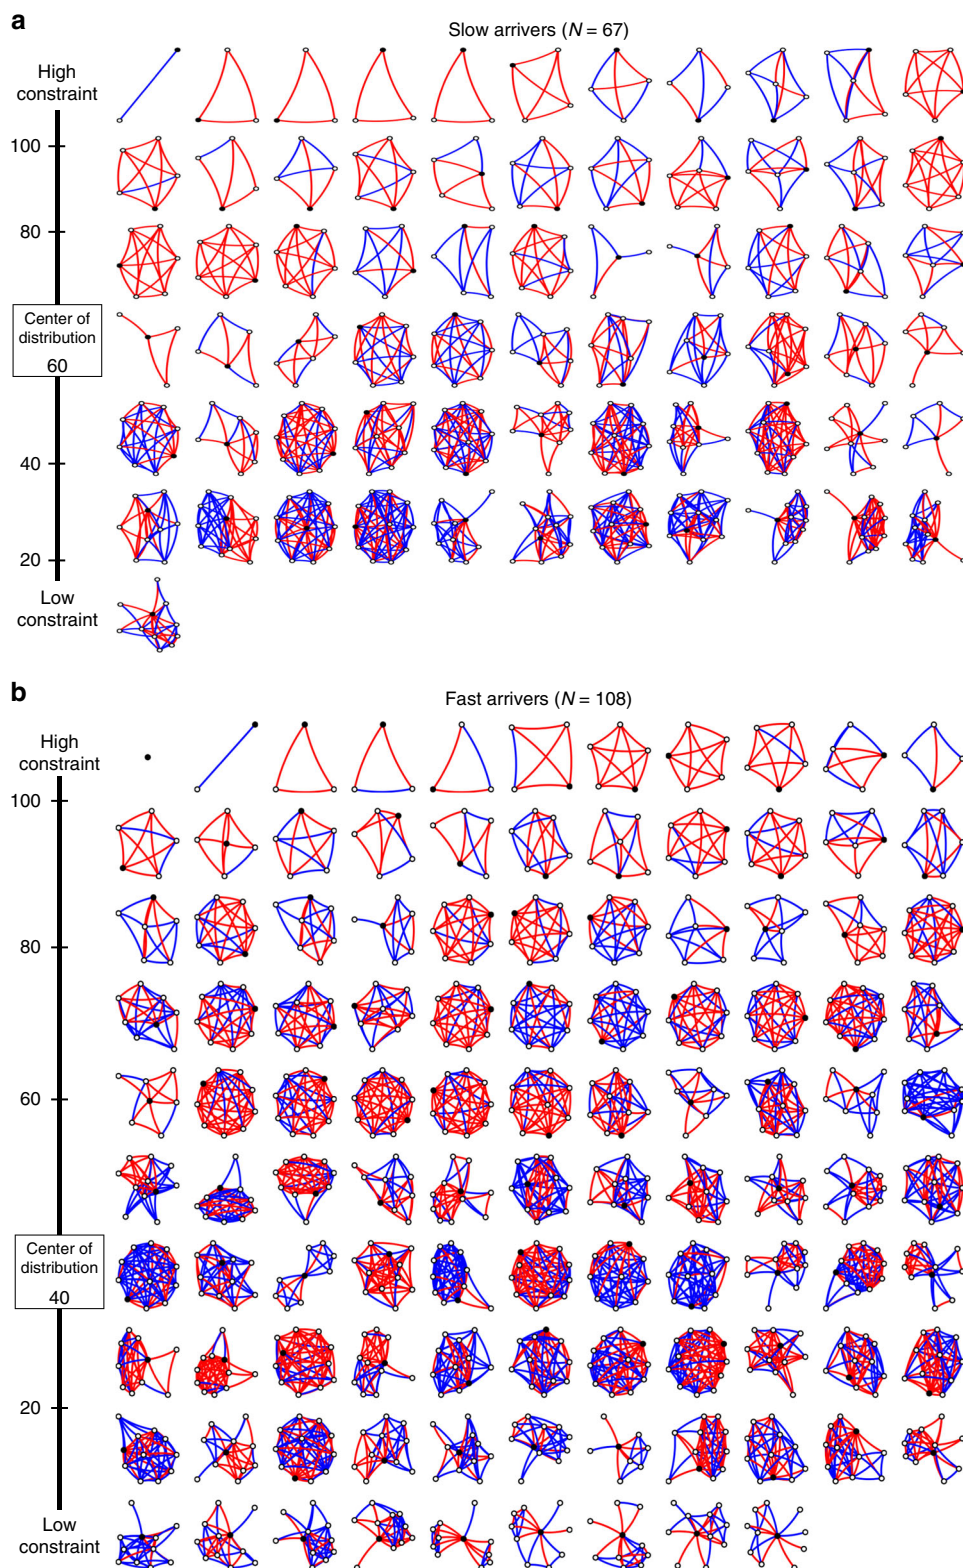 a
Slow arrivers (N = 67)
High
constraint
100
80
Center of
distribution
60
40
20
Low
constraint
b
Fast arrivers (N = 108)
High
constraint
100
80
60
Center of
distribution
40
20
Low
constraint